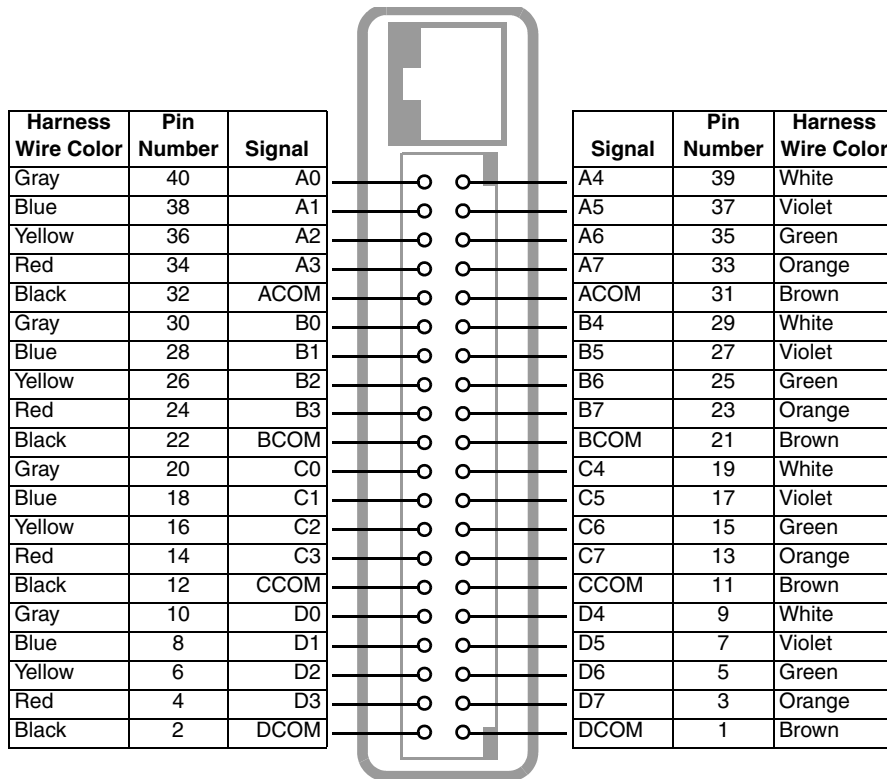 Harness Pin
Wire Color Number Signal
Gray 40 A0
Blue 38 A1
Yellow 36 A2
Red 34 A3
Black 32 ACOM
Gray 30 B0
Blue 28 B1
Yellow 26 B2
Red 24 B3
Black 22 BCOM
Gray 20 C0
Blue 18 C1
Yellow 16 C2
Red 14 C3
Black 12 CCOM
Gray 10 D0
Blue 8 D1
Yellow 6 D2
Red 4 D3
Black 2 DCOM
Pin Harness
Signal Number Wire Color
A4 39 White
A5 37 Violet
A6 35 Green
A7 33 Orange
ACOM 31 Brown
B4 29 White
B5 27 Violet
B6 25 Green
B7 23 Orange
BCOM 21 Brown
C4 19 White
C5 17 Violet
C6 15 Green
C7 13 Orange
CCOM 11 Brown
D4 9 White
D5 7 Violet
D6 5 Green
D7 3 Orange
DCOM 1 Brown